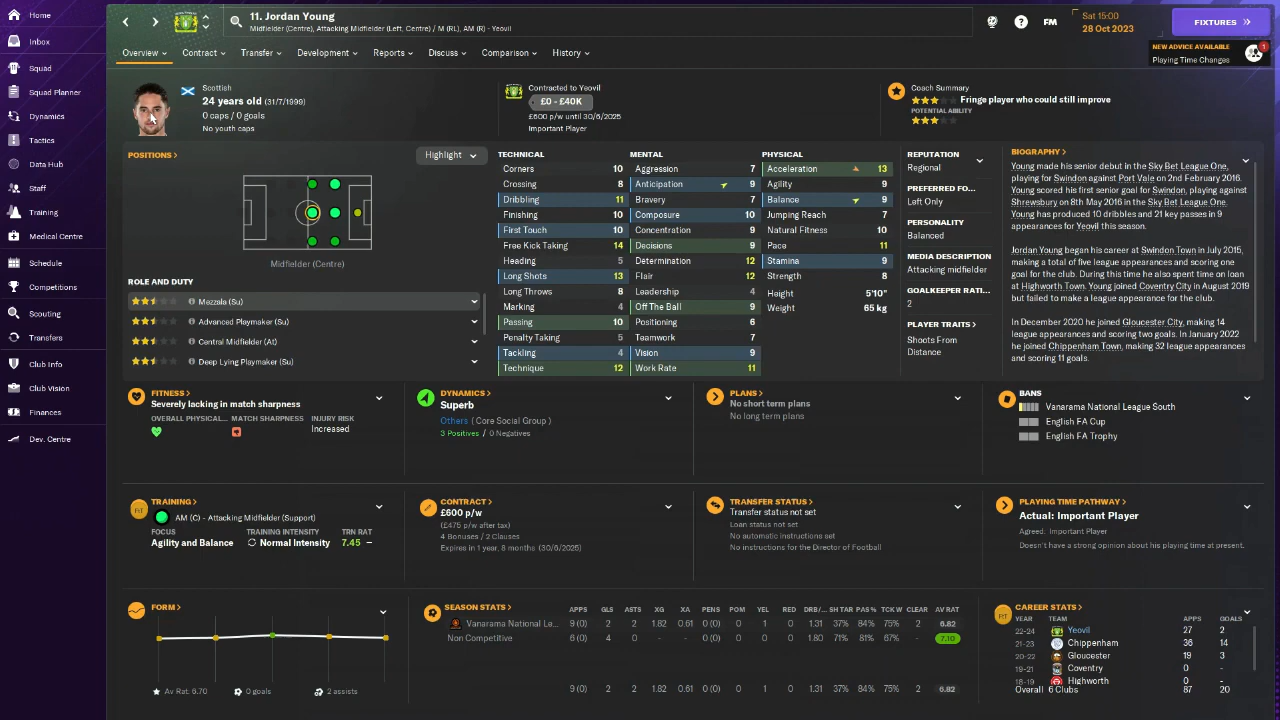 Home
Inbox
Squad
Squad Planner
Dynamics
Tactics
Data Hub
Staff
Training
Medical Centre
Schedule
Competitions
Scouting
Transfers
Club Info
Club Vision
Finances
Dev. Centre
11. Jordan Young
Midfielder (Centre), Attacking Midfielder (Left, Centre) / M (RL), AM (R) - Yeovil
FM
Sat 15:00
28 Oct 2023
FIXTURES
NEW ADVICE AVAILABLE
Playing Time Changes
1
Overview
Contract
Transfer
Development
Reports
Discuss
Comparison
History
Scottish
24 years old (31/7/1999)
0 caps / 0 goals
No youth caps
Contracted to Yeovil
£0 - £40K
£600 p/w until 30/6/2025
Important Player
Coach Summary
Fringe player who could still improve
POTENTIAL ABILITY
POSITIONS
Highlight
Midfielder (Centre)
ROLE AND DUTY
Mezzala (Su)
Advanced Playmaker (Su)
Central Midfielder (At)
Deep Lying Playmaker (Su)
TECHNICAL
Corners 10
Crossing 8
Dribbling 11
Finishing 10
First Touch 10
Free Kick Taking 14
Heading 5
Long Shots 13
Long Throws 8
Marking 4
Passing 10
Penalty Taking 5
Tackling 4
Technique 12
MENTAL
Aggression 7
Anticipation 9
Bravery 7
Composure 10
Concentration 9
Decisions 9
Determination 12
Flair 12
Leadership 4
Off The Ball 9
Positioning 6
Teamwork 7
Vision 9
Work Rate 11
PHYSICAL
Acceleration 13
Agility 9
Balance 9
Jumping Reach 7
Natural Fitness 10
Pace 11
Stamina 9
Strength 8
Height 5'10"
Weight 65 kg
REPUTATION
Regional
PREFERRED FO...
Left Only
PERSONALITY
Balanced
MEDIA DESCRIPTION
Attacking midfielder
GOALKEEPER RATI...
2
PLAYER TRAITS
Shoots From
Distance
BIOGRAPHY
Young made his senior debut in the Sky Bet League One,
playing for Swindon against Port Vale on 2nd February 2016.
Young scored his first senior goal for Swindon, playing against
Shrewsbury on 8th May 2016 in the Sky Bet League One.
Young has produced 10 dribbles and 21 key passes in 9
appearances for Yeovil this season.
Jordan Young began his career at Swindon Town in July 2015,
making a total of five league appearances and scoring one
goal for the club. During this time he also spent time on loan
at Highworth Town. Young joined Coventry City in August 2019
but failed to make a league appearance for the club.
In December 2020 he joined Gloucester City, making 14
league appearances and scoring two goals. In January 2022
he joined Chippenham Town, making 32 league appearances
and scoring 11 goals.
FITNESS
Severely lacking in match sharpness
OVERALL PHYSICAL... MATCH SHARPNESS INJURY RISK
Increased
DYNAMICS
Superb
Others ( Core Social Group )
3 Positives / 0 Negatives
PLANS
No short term plans
No long term plans
BANS
Vanarama National League South
English FA Cup
English FA Trophy
TRAINING
AM (C) - Attacking Midfielder (Support)
FOCUS TRAINING INTENSITY TRN RAT
Agility and Balance Normal Intensity 7.45 –
CONTRACT
£600 p/w
(£475 p/w after tax)
4 Bonuses / 2 Clauses
Expires in 1 year, 8 months (30/6/2025)
TRANSFER STATUS
Transfer status not set
Loan status not set
No automatic instructions set
No instructions for the Director of Football
PLAYING TIME PATHWAY
Actual: Important Player
Agreed: Important Player
Doesn't have a strong opinion about his playing time at present.
FORM
Av Rat: 6.70 0 goals 2 assists
SEASON STATS APPS GLS ASTS XG XA PENS POM YEL RED DRB/... SH TAR PAS % TCK W CLEAR AV RAT
Vanarama National Le... 9 (0) 2 2 1.82 0.61 0 (0) 0 1 0 1.31 37% 84% 75% 2 6.82
Non Competitive 6 (0) 4 0 - - 0 (0) 0 0 0 1.80 71% 81% 67% - 7.10
9 (0) 2 2 1.82 0.61 0 (0) 0 1 0 1.31 37% 84% 75% 2 6.82
CAREER STATS
YEAR TEAM APPS GOALS
22-24 Yeovil 27 2
21-23 Chippenham 36 14
20-22 Gloucester 19 3
19-21 Coventry 0 -
18-19 Highworth 0 -
Overall 6 Clubs 87 20